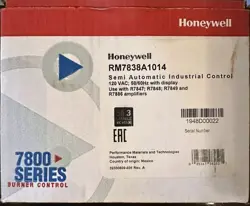 Honeywell
Honeywell
RM7838A1014
Semi Automatic Industrial Control
120 VAC; 50/60Hz with display
Use with R7847; R7848; R7849 and
R7886 amplifiers
3
EAC
1948D00022
Serial Number
7800
SERIES
BURNER CONTROL
Performance Materials and Technologies
Houston, Texas
Country of origin: Mexico